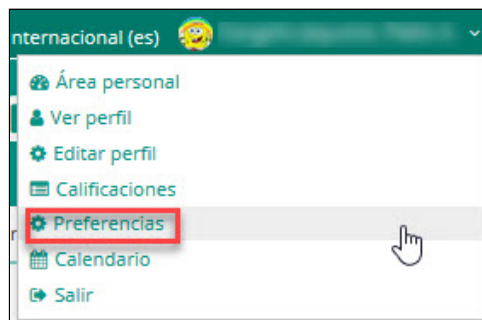 nternacional (es)
Área personal
Ver perfil
Editar perfil
Calificaciones
Preferencias
Calendario
Salir